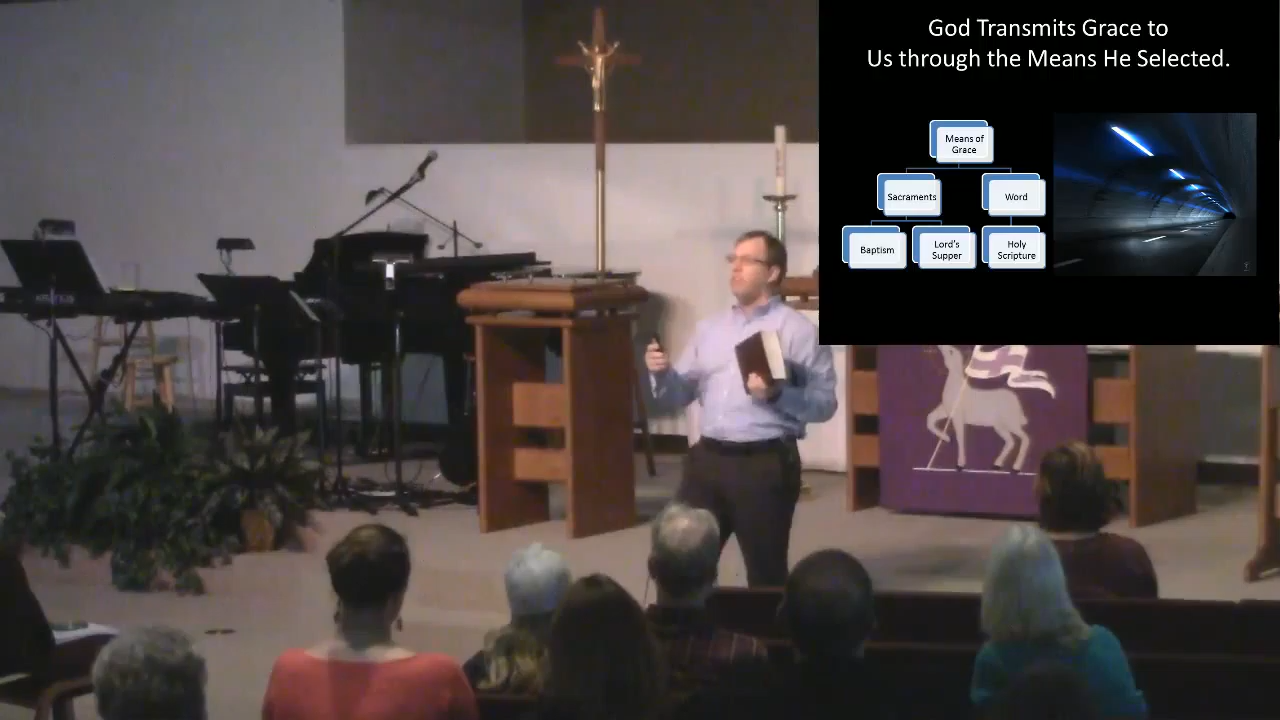 God Transmits Grace to
Us through the Means He Selected.
Means of
Grace
Sacraments
Word
Baptism
Lord's
Supper
Holy
Scripture